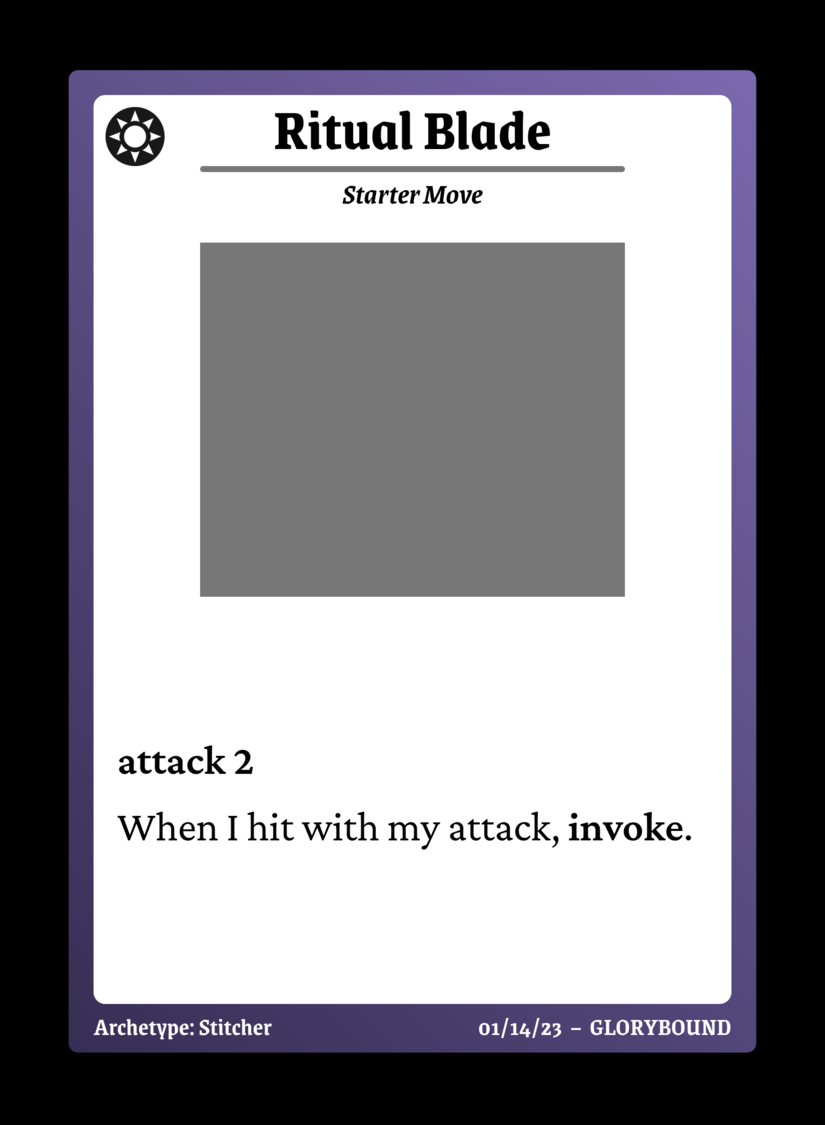 Ritual Blade
Starter Move
attack 2
When I hit with my attack, invoke.
Archetype: Stitcher
01/14/23 – GLORYBOUND